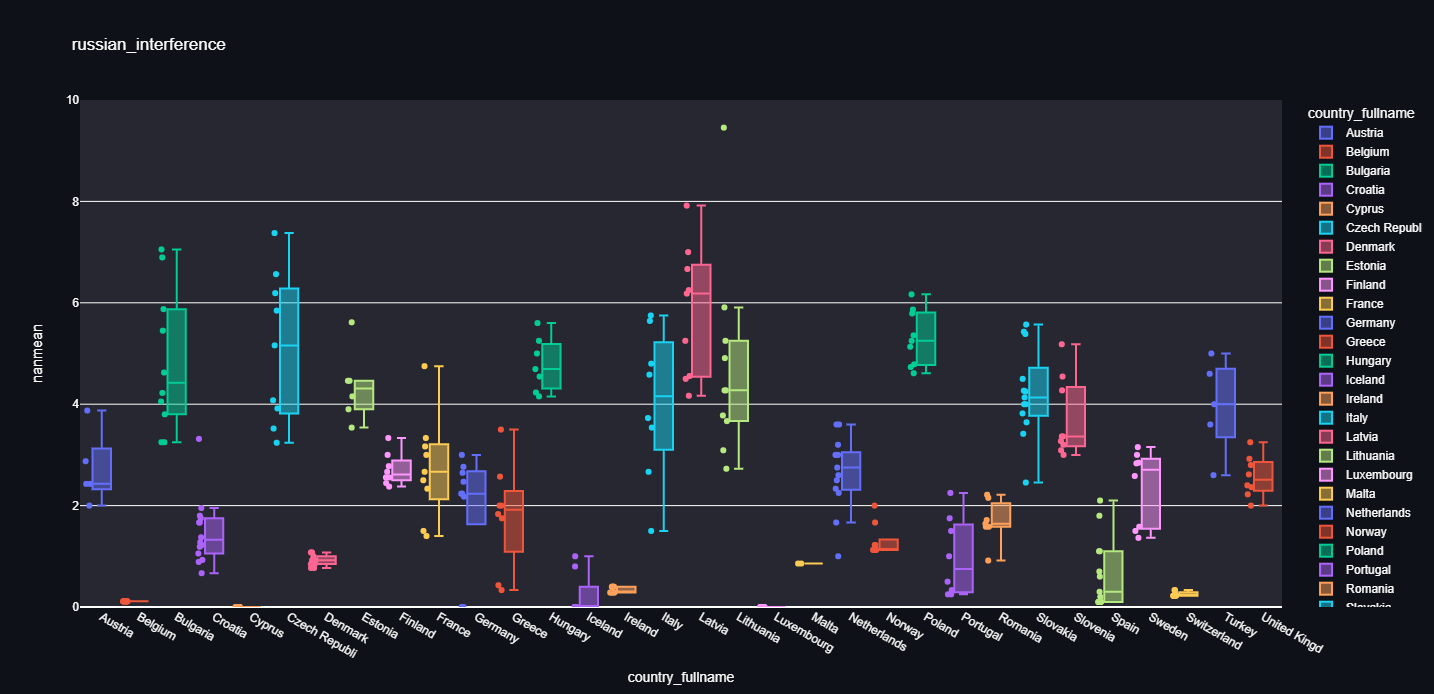 russian_interference
10
8
6
4
2
0
nanmean
Austria
Belgium
Bulgaria
Croatia
Cyprus
Czech Republi
Denmark
Estonia
Finland
France
Germany
Greece
Hungary
Iceland
Ireland
Italy
Latvia
Lithuania
Luxembourg
Malta
Netherlands
Norway
Poland
Portugal
Romania
Slovakia
Slovenia
Spain
Sweden
Switzerland
Turkey
United Kingd
country_fullname
country_fullname
Austria
Belgium
Bulgaria
Croatia
Cyprus
Czech Republ
Denmark
Estonia
Finland
France
Germany
Greece
Hungary
Iceland
Ireland
Italy
Latvia
Lithuania
Luxembourg
Malta
Netherlands
Norway
Poland
Portugal
Romania
Slovakia